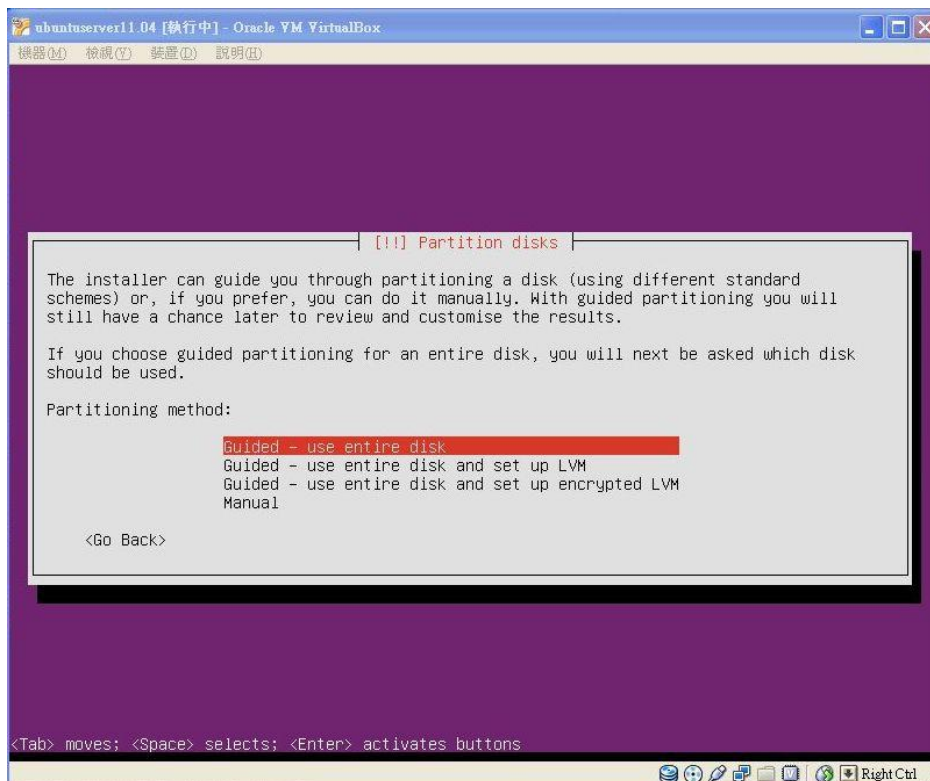 ubuntuserver11.04 [執行中] - Oracle VM VirtualBox
機器(M) 檢視(V) 裝置(D) 說明(H)
[!!] Partition disks
The installer can guide you through partitioning a disk (using different standard
schemes) or, if you prefer, you can do it manually. With guided partitioning you will
still have a chance later to review and customise the results.
If you choose guided partitioning for an entire disk, you will next be asked which disk
should be used.
Partitioning method:
Guided - use entire disk
Guided - use entire disk and set up LVM
Guided - use entire disk and set up encrypted LVM
Manual
<Go Back>
<Tab> moves; <Space> selects; <Enter> activates buttons
Right Ctrl